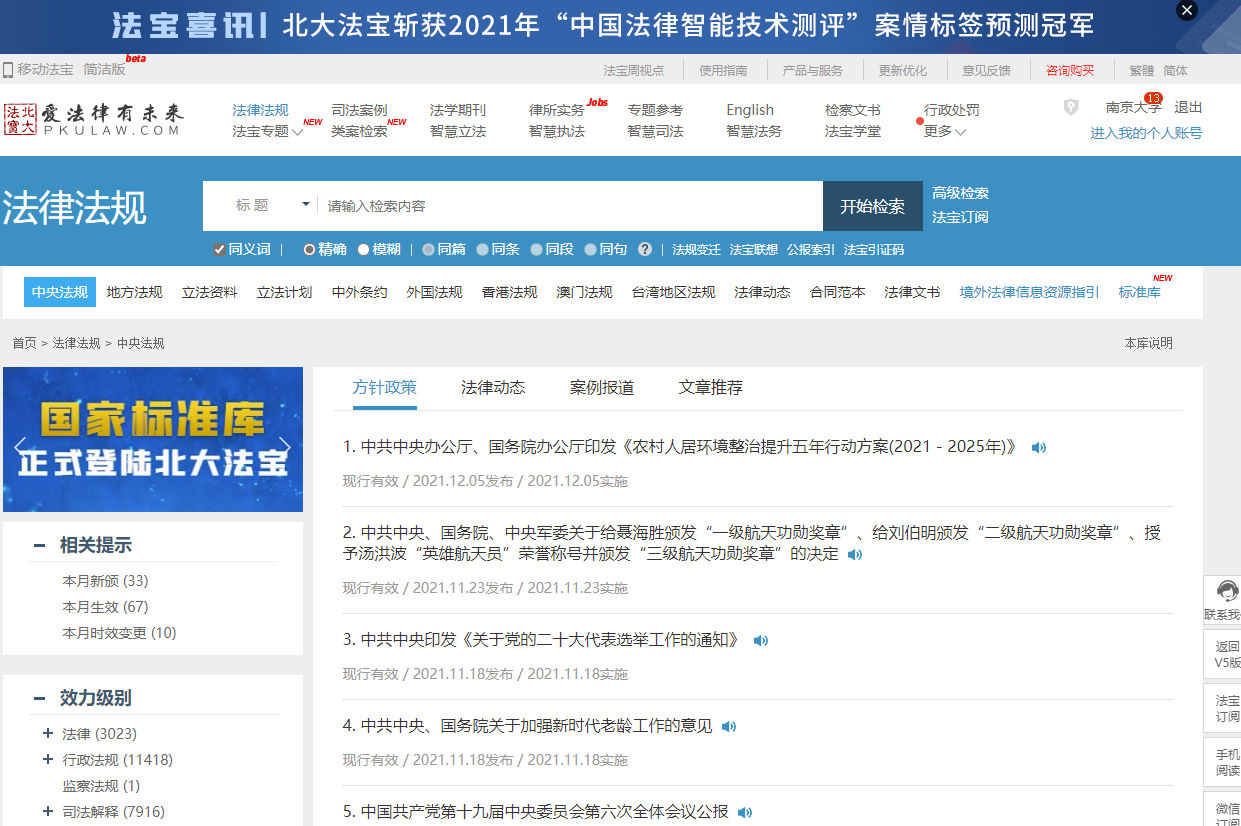 法宝喜讯| 北大法宝斩获2021年“中国法律智能技术测评”案情标签预测冠军
移动法宝 简洁版 beta 法宝周视点 使用指南 产品与服务 更新优化 意见反馈 咨询购买 繁體 简体
法律法规 司法案例 法学期刊 律所实务 Jobs 专题参考 English 检察文书 行政处罚 南京大学 13 退出
北大法寶 爱法律有未来
PKULAW.COM
法宝专题 NEW 类案检索 NEW 智慧立法 智慧执法 智慧司法 智慧法务 法宝学堂 更多 进入我的个人账号
法律法规 标题 请输入检索内容 开始检索 高级检索
法宝订阅
同义词 | 精确 模糊 | 同篇 同条 同段 同句 ? | 法规变迁 法宝联想 公报索引 法宝引证码
中央法规 地方法规 立法资料 立法计划 中外条约 外国法规 香港法规 澳门法规 台湾地区法规 法律动态 合同范本 法律文书 境外法律信息资源指引 标准库 NEW
首页 > 法律法规 > 中央法规 本库说明
国家标准库
正式登陆北大法宝
相关提示
本月新颁 (33)
本月生效 (67)
本月时效变更 (10)
效力级别
+ 法律 (3023)
+ 行政法规 (11418)
监察法规 (1)
+ 司法解释 (7916)
方针政策 法律动态 案例报道 文章推荐
1. 中共中央办公厅、国务院办公厅印发《农村人居环境整治提升五年行动方案(2021－2025年)》
现行有效 / 2021.12.05发布 / 2021.12.05实施
2. 中共中央、国务院、中央军委关于给聂海胜颁发“一级航天功勋奖章”、给刘伯明颁发“二级航天功勋奖章”、授
予汤洪波“英雄航天员”荣誉称号并颁发“三级航天功勋奖章”的决定
现行有效 / 2021.11.23发布 / 2021.11.23实施
3. 中共中央印发《关于党的二十大代表选举工作的通知》
现行有效 / 2021.11.18发布 / 2021.11.18实施
4. 中共中央、国务院关于加强新时代老龄工作的意见
现行有效 / 2021.11.18发布 / 2021.11.18实施
5. 中国共产党第十九届中央委员会第六次全体会议公报
联系我
返回
V5版
法宝
订阅
手机
阅读
微信
订阅